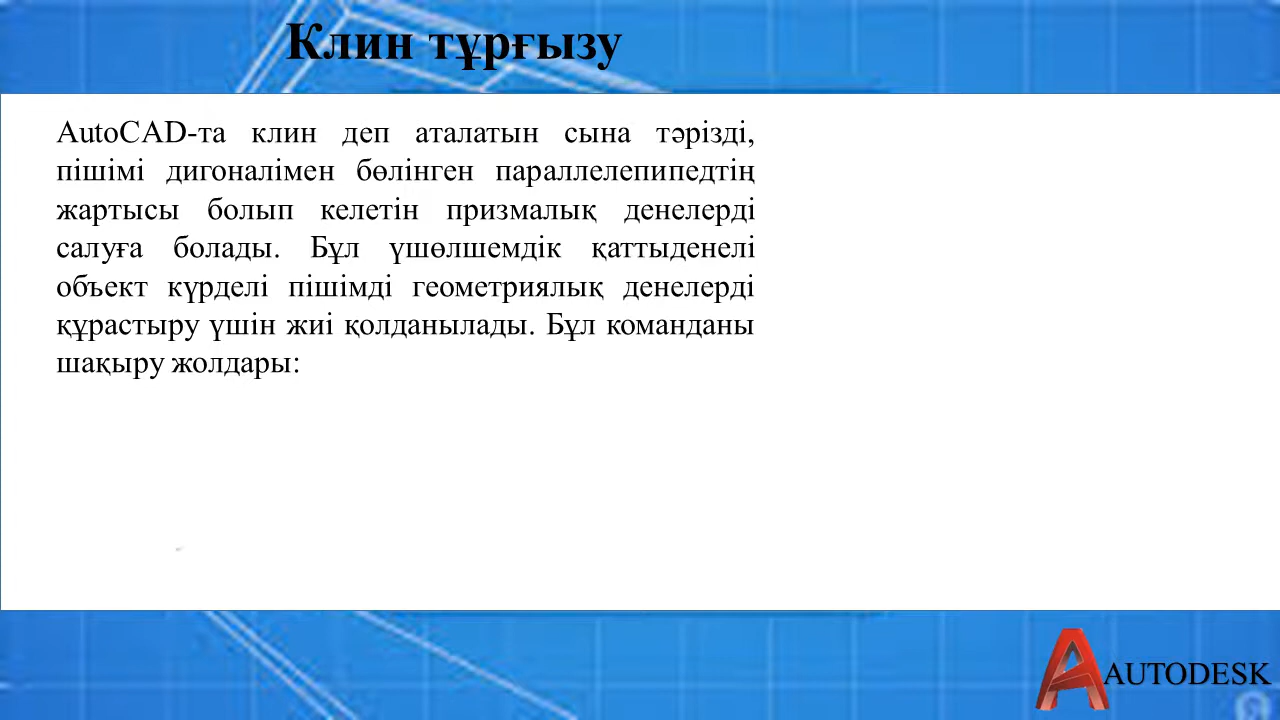 Клин тұрғызу
AutoCAD-та клин деп аталатын сына тәрізді,
пішімі дигоналімен бөлінген параллелепипедтің
жартысы болып келетін призмалық денелерді
салуға болады. Бұл үшөлшемдік қаттыденелі
объект күрделі пішімді геометриялық денелерді
құрастыру үшін жиі қолданылады. Бұл команданы
шақыру жолдары:
AUTODESK